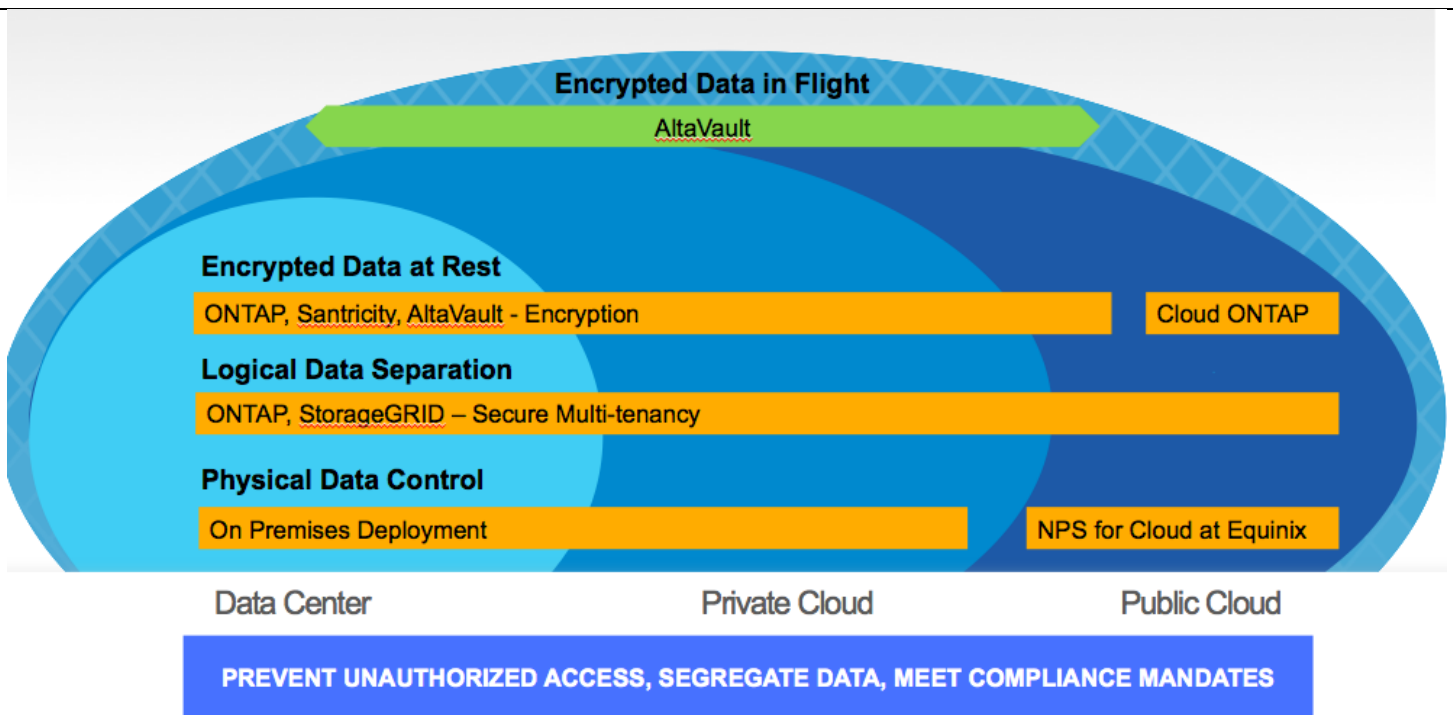 Encrypted Data in Flight
AltaVault
Encrypted Data at Rest
ONTAP, Santricity, AltaVault - Encryption
Cloud ONTAP
Logical Data Separation
ONTAP, StorageGRID – Secure Multi-tenancy
Physical Data Control
On Premises Deployment
NPS for Cloud at Equinix
Data Center
Private Cloud
Public Cloud
PREVENT UNAUTHORIZED ACCESS, SEGREGATE DATA, MEET COMPLIANCE MANDATES